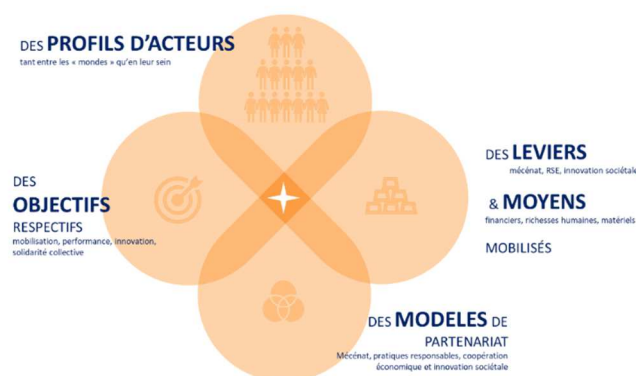 DES PROFILS D'ACTEURS
tant entre les « mondes » qu'en leur sein
DES LEVIERS
mécénat, RSE, innovation sociétale
& MOYENS
financiers, richesses humaines, matériels
MOBILISÉS
DES
OBJECTIFS
RESPECTIFS
mobilisation, performance, innovation,
solidarité collective
DES MODELES DE
PARTENARIAT
Mécénat, pratiques responsables, coopération
économique et innovation sociétale